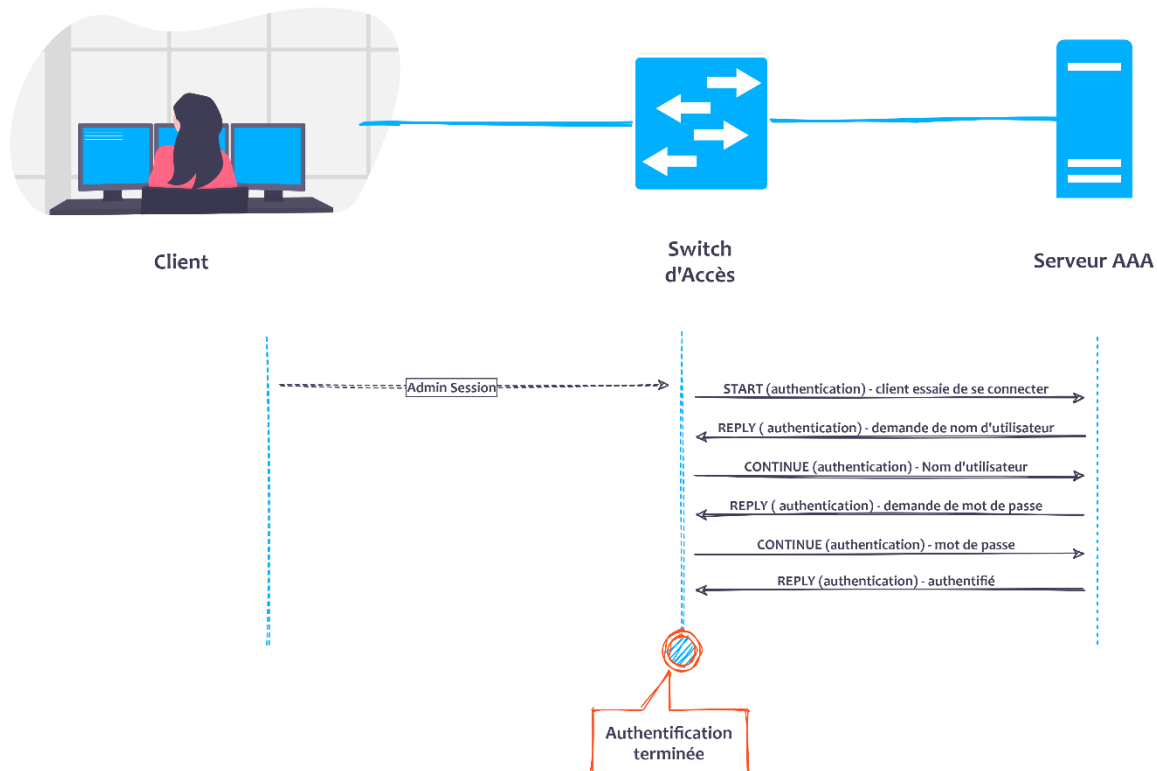 Client
Switch
d'Accès
Serveur AAA
Admin Session
START (authentication) - client essaie de se connecter
REPLY ( authentication) - demande de nom d'utilisateur
CONTINUE (authentication) - Nom d'utilisateur
REPLY ( authentication) - demande de mot de passe
CONTINUE (authentication) - mot de passe
REPLY (authentication) - authentifié
Authentification
terminée